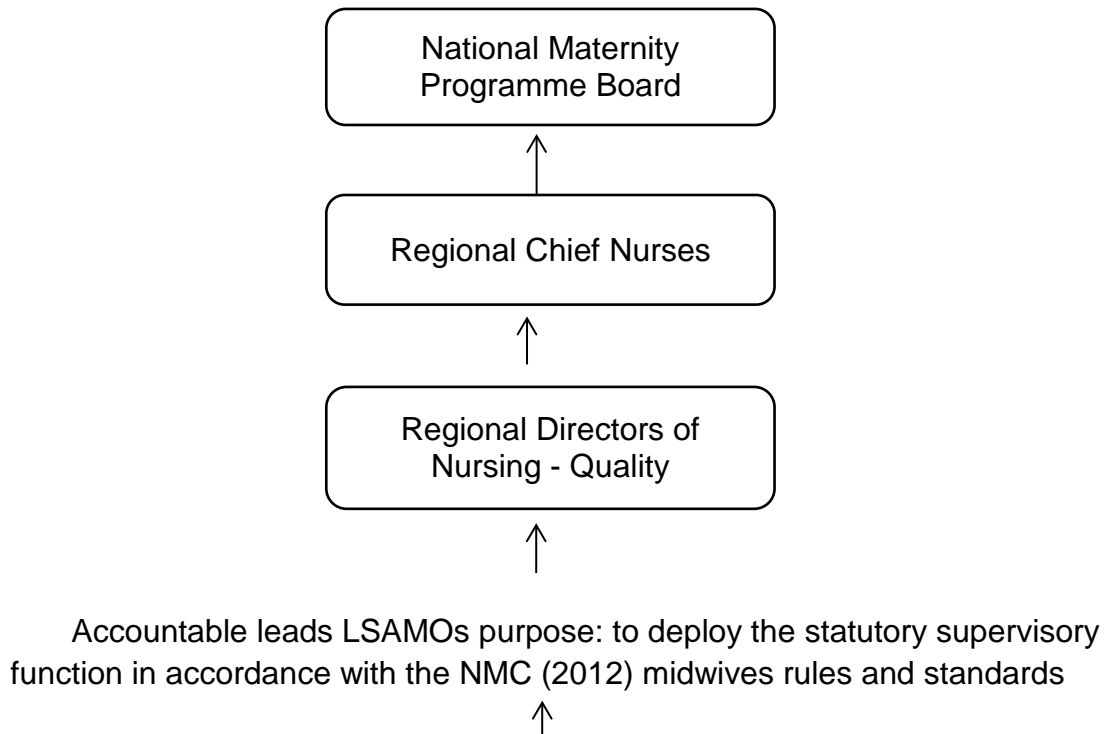 National Maternity
Programme Board
Regional Chief Nurses
Regional Directors of
Nursing - Quality
Accountable leads LSAMOs purpose: to deploy the statutory supervisory
function in accordance with the NMC (2012) midwives rules and standards